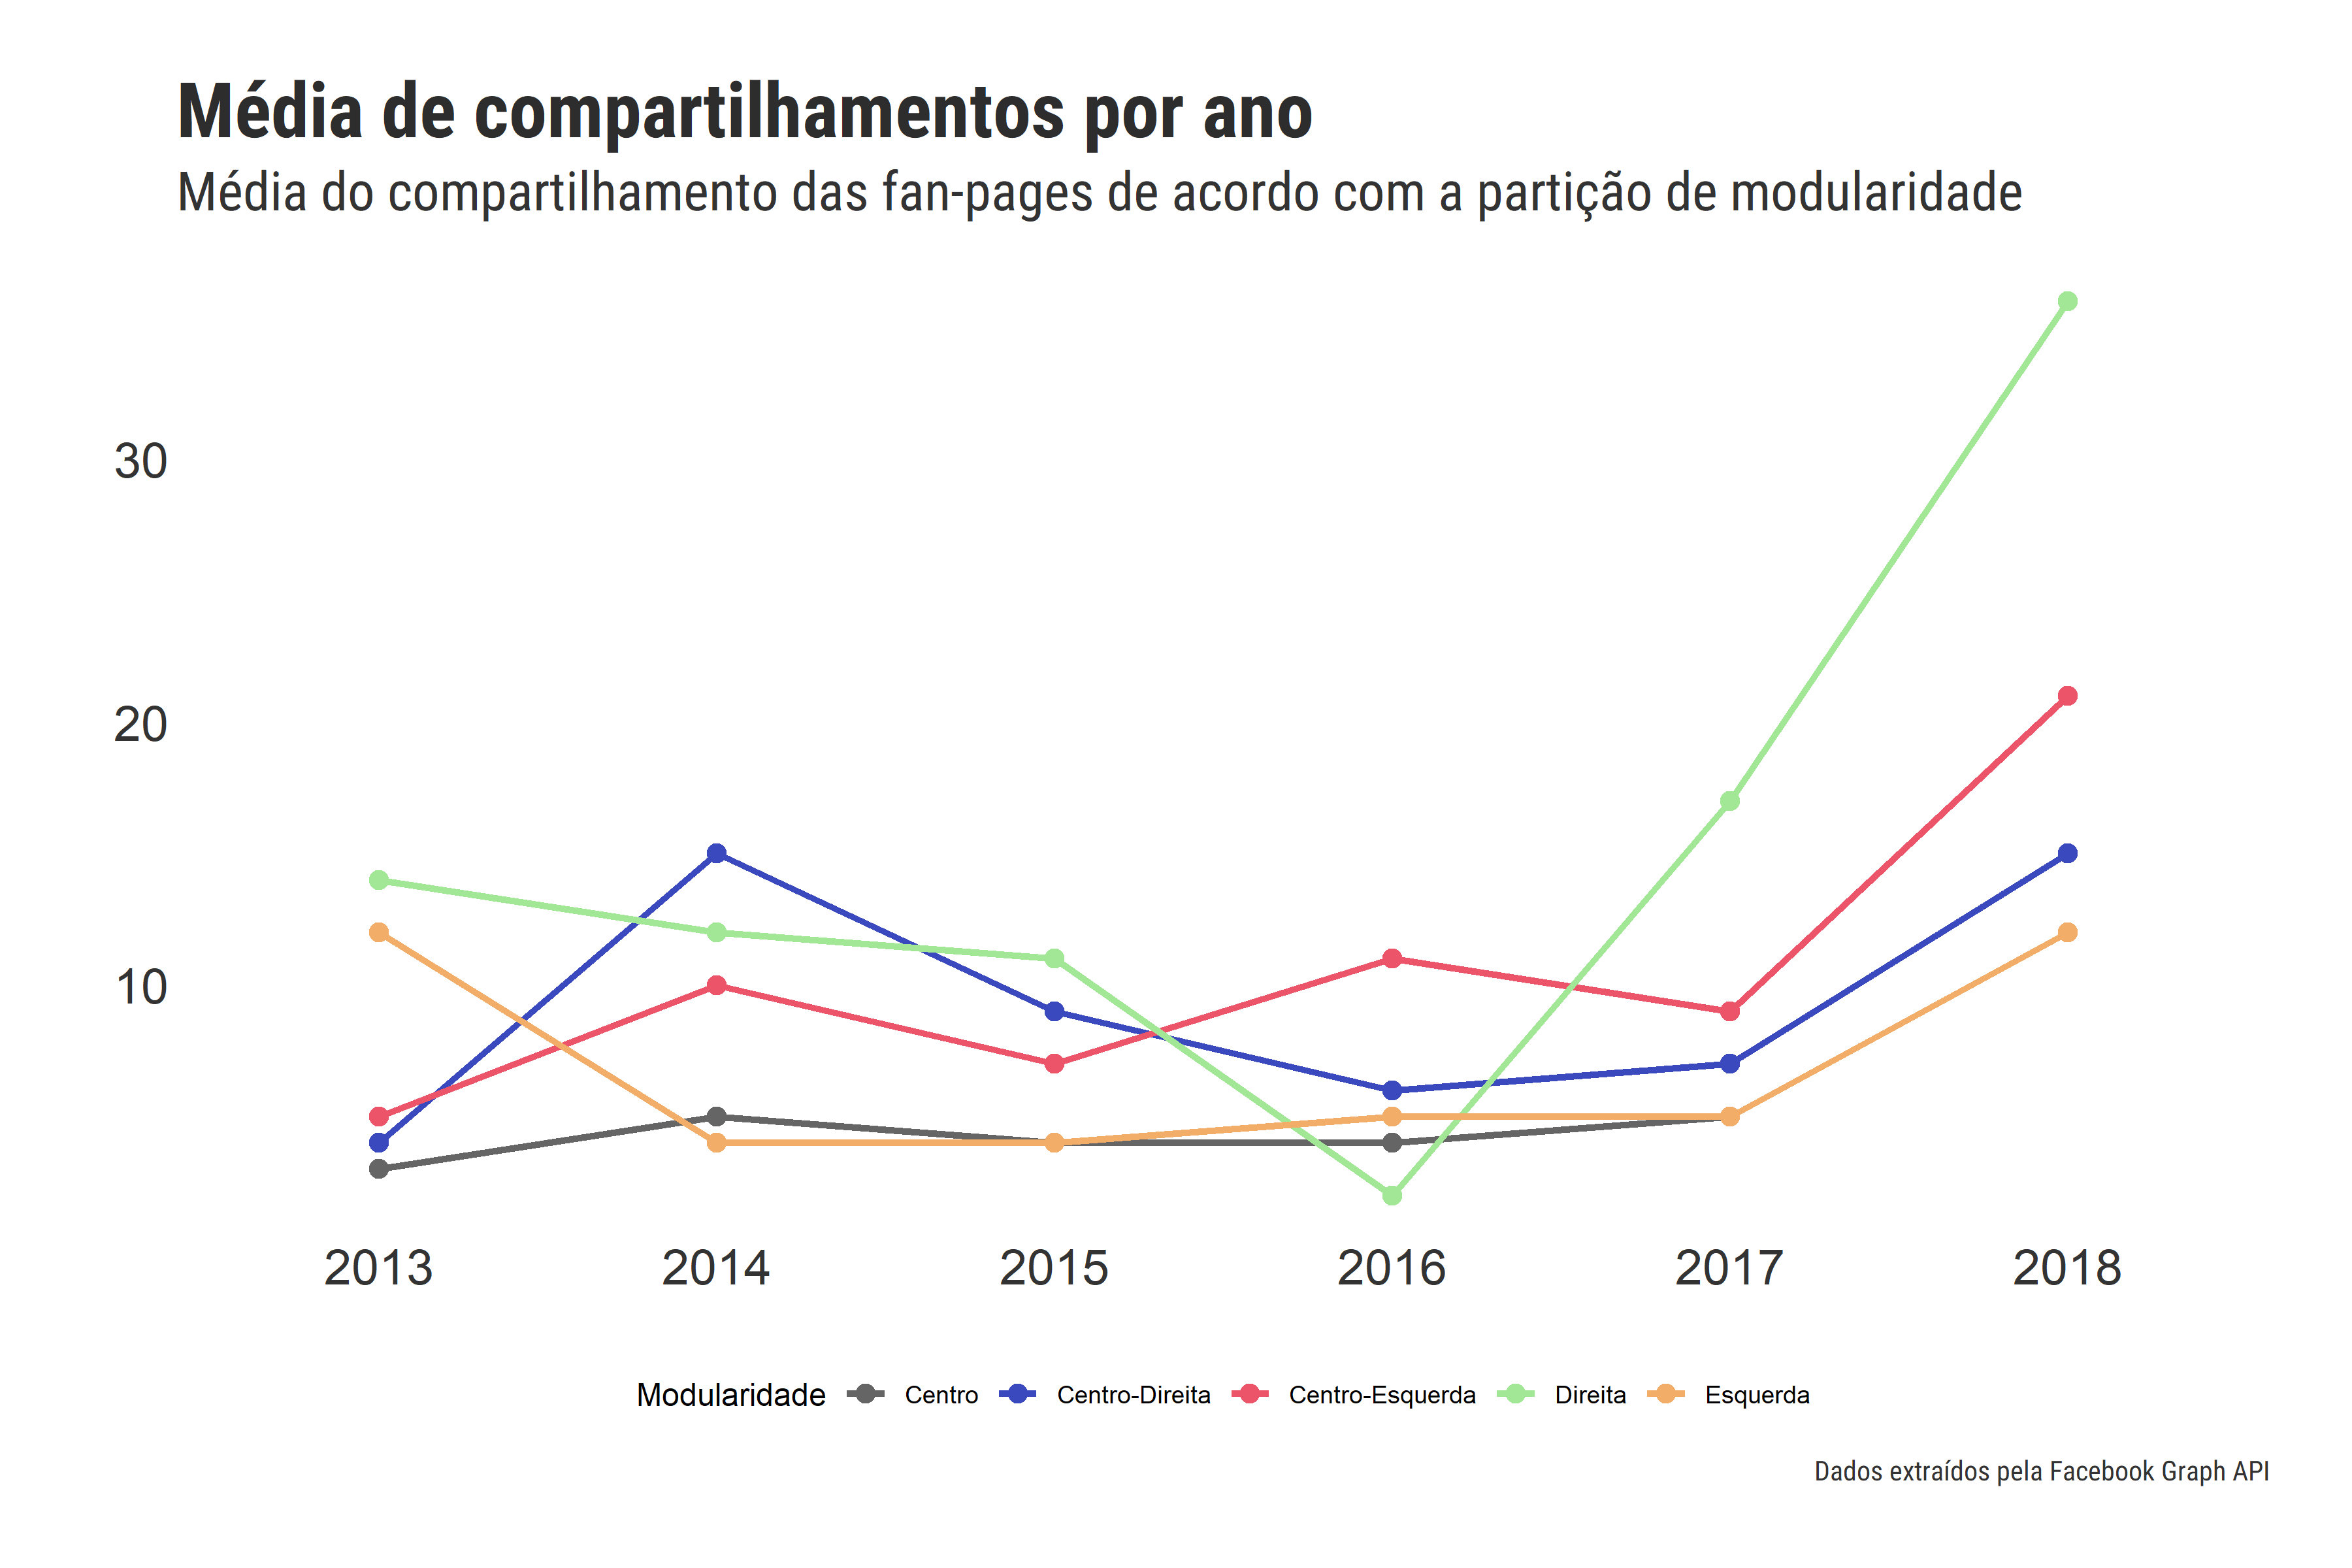 Média de compartilhamentos por ano
Média do compartilhamento das fan-pages de acordo com a partição de modularidade
30
20
10
2013 2014 2015 2016 2017 2018
Modularidade Centro Centro-Direita Centro-Esquerda Direita Esquerda
Dados extraídos pela Facebook Graph API